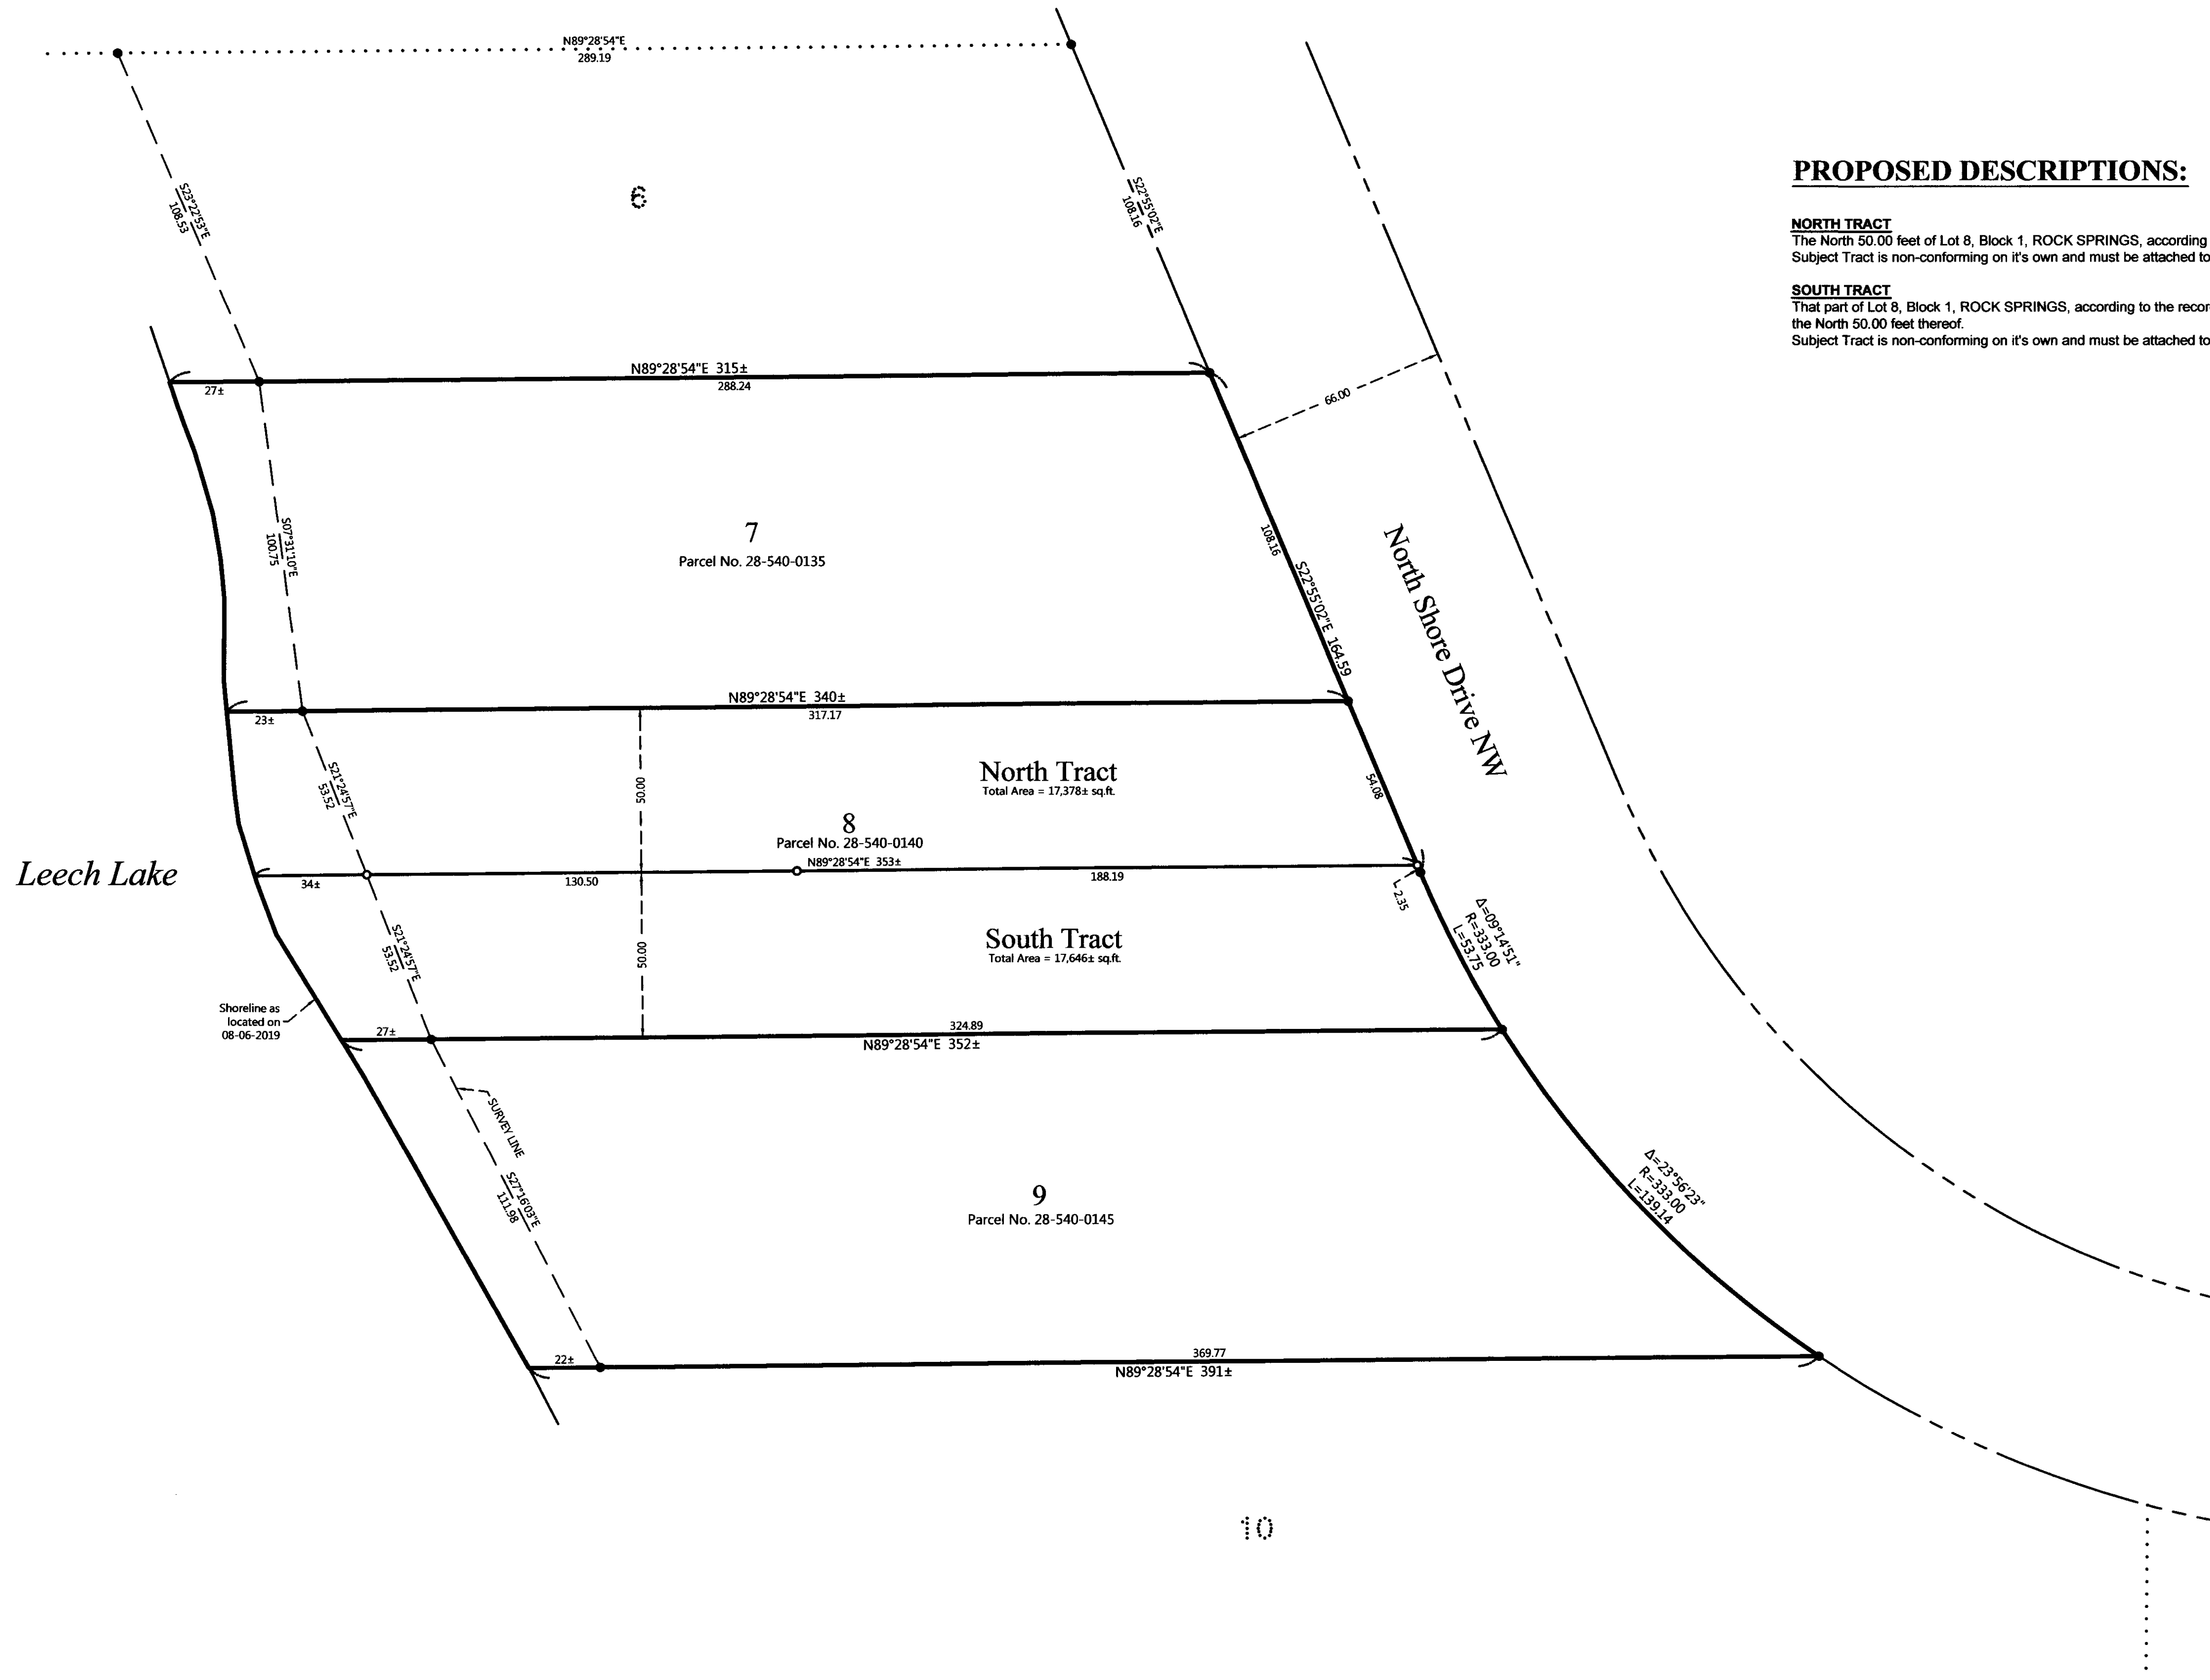 N89°28'54"E
289.19
S23°22'53"E
108.53
6
S22°55'02"E
108.16
PROPOSED DESCRIPTIONS:
NORTH TRACT
The North 50.00 feet of Lot 8, Block 1, ROCK SPRINGS, according
Subject Tract is non-conforming on it's own and must be attached to
SOUTH TRACT
That part of Lot 8, Block 1, ROCK SPRINGS, according to the recor
the North 50.00 feet thereof.
Subject Tract is non-conforming on it's own and must be attached to
N89°28'54"E 315±
27±
288.24
66.00
S07°31'10"E
100.75
7
Parcel No. 28-540-0135
108.16
S22°55'02"E 164.59
North Shore Drive NW
N89°28'54"E 340±
23±
317.17
S21°24'57"E
53.52
50.00
North Tract
Total Area = 17,378± sq.ft.
54.08
8
Parcel No. 28-540-0140
N89°28'54"E 353±
Leech Lake
34±
130.50
188.19
2.35
S21°24'57"E
53.52
50.00
South Tract
Total Area = 17,646± sq.ft.
Δ=09°14'51"
R=333.00
L=53.75
Shoreline as
located on
08-06-2019
27±
324.89
N89°28'54"E 352±
SURVEY LINE
S27°16'03"E
111.98
9
Parcel No. 28-540-0145
Δ=23°56'23"
R=333.00
L=139.14
22±
369.77
N89°28'54"E 391±
10